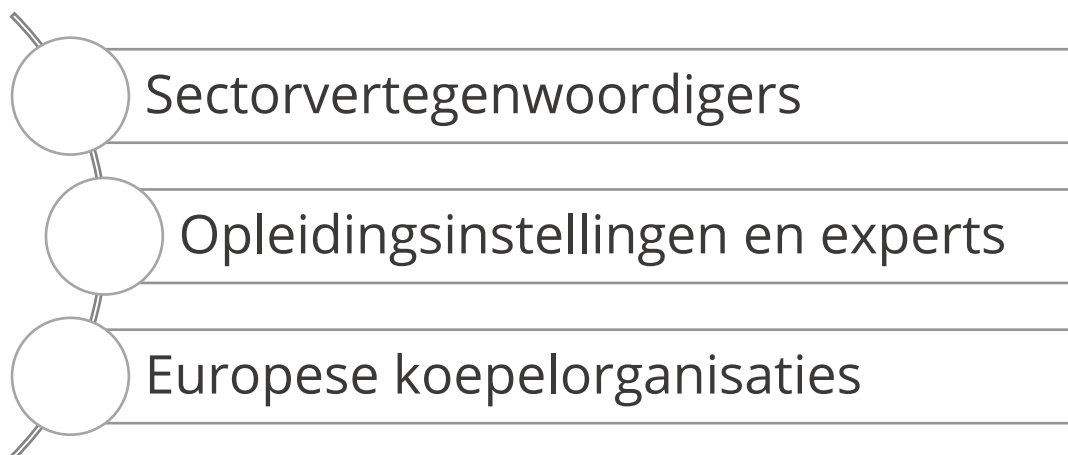 Sectorvertegenwoordigers
Opleidingsinstellingen en experts
Europese koepelorganisaties